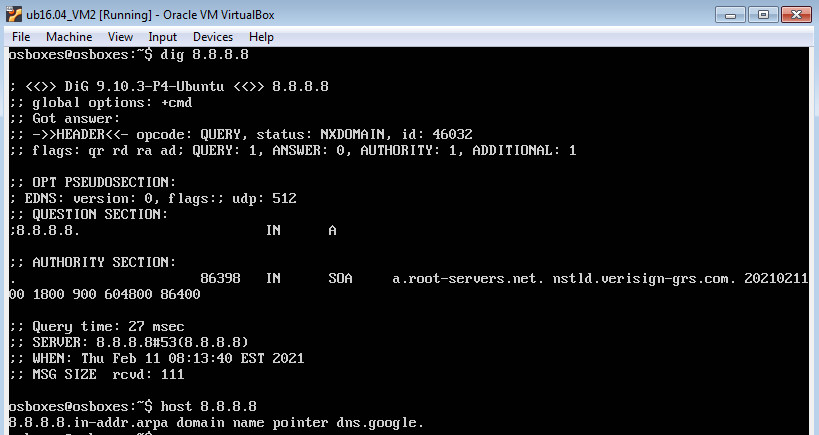 ub16.04_VM2 [Running] - Oracle VM VirtualBox
File Machine View Input Devices Help
osboxes@osboxes:~$ dig 8.8.8.8
; <<>> DiG 9.10.3-P4-Ubuntu <<>> 8.8.8.8
;; global options: +cmd
;; Got answer:
;; ->>HEADER<<- opcode: QUERY, status: NXDOMAIN, id: 46032
;; flags: qr rd ra ad; QUERY: 1, ANSWER: 0, AUTHORITY: 1, ADDITIONAL: 1
;; OPT PSEUDOSECTION:
; EDNS: version: 0, flags:; udp: 512
;; QUESTION SECTION:
;8.8.8.8. IN A
;; AUTHORITY SECTION:
. 86398 IN SOA a.root-servers.net. nstld.verisign-grs.com. 20210211
00 1800 900 604800 86400
;; Query time: 27 msec
;; SERVER: 8.8.8.8#53(8.8.8.8)
;; WHEN: Thu Feb 11 08:13:40 EST 2021
;; MSG SIZE rcvd: 111
osboxes@osboxes:~$ host 8.8.8.8
8.8.8.8.in-addr.arpa domain name pointer dns.google.
osboxes@osboxes:~$